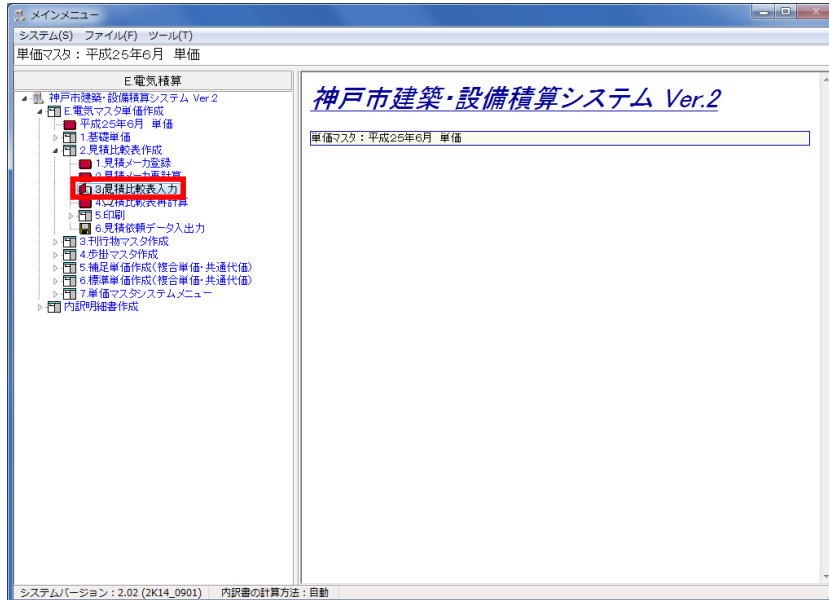 メインメニュー
システム(S) ファイル(F) ツール(T)
単価マスタ：平成25年6月 単価
E.電気積算
神戸市建築・設備積算システム Ver.2
E.電気マスタ単価作成
平成25年6月 単価
1.基礎単価
2.見積比較表作成
1.見積メーカ登録
2.見積メーカ再計算
3.見積比較表入力
4.見積比較表再計算
5.印刷
6.見積依頼データ入出力
3.刊行物マスタ作成
4.歩掛マスタ作成
5.補足単価作成(複合単価・共通代価)
6.標準単価作成(複合単価・共通代価)
7.単価マスタシステムメニュー
内訳明細書作成
神戸市建築・設備積算システム Ver.2
単価マスタ：平成25年6月 単価
システムバージョン：2.02 (2K14_0901) 内訳書の計算方法：自動